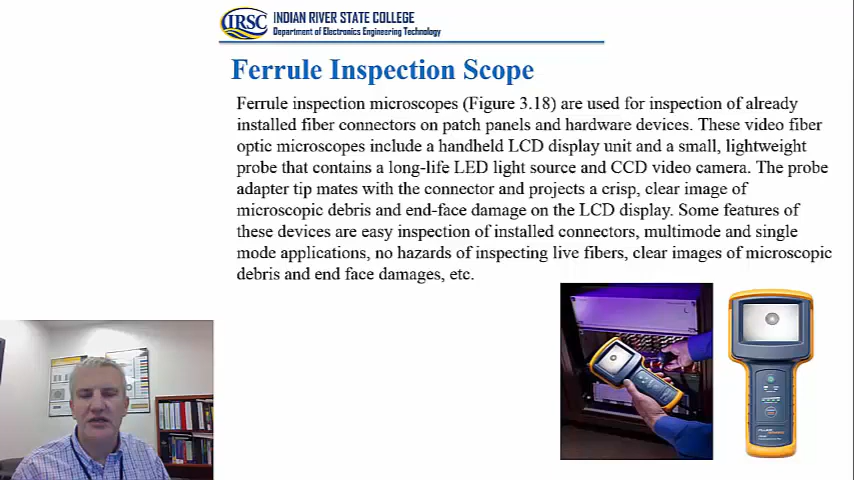 IRSC
INDIAN RIVER STATE COLLEGE
Department of Electronics Engineering Technology
Ferrule Inspection Scope
Ferrule inspection microscopes (Figure 3.18) are used for inspection of already
installed fiber connectors on patch panels and hardware devices. These video fiber
optic microscopes include a handheld LCD display unit and a small, lightweight
probe that contains a long-life LED light source and CCD video camera. The probe
adapter tip mates with the connector and projects a crisp, clear image of
microscopic debris and end-face damage on the LCD display. Some features of
these devices are easy inspection of installed connectors, multimode and single
mode applications, no hazards of inspecting live fibers, clear images of microscopic
debris and end face damages, etc.